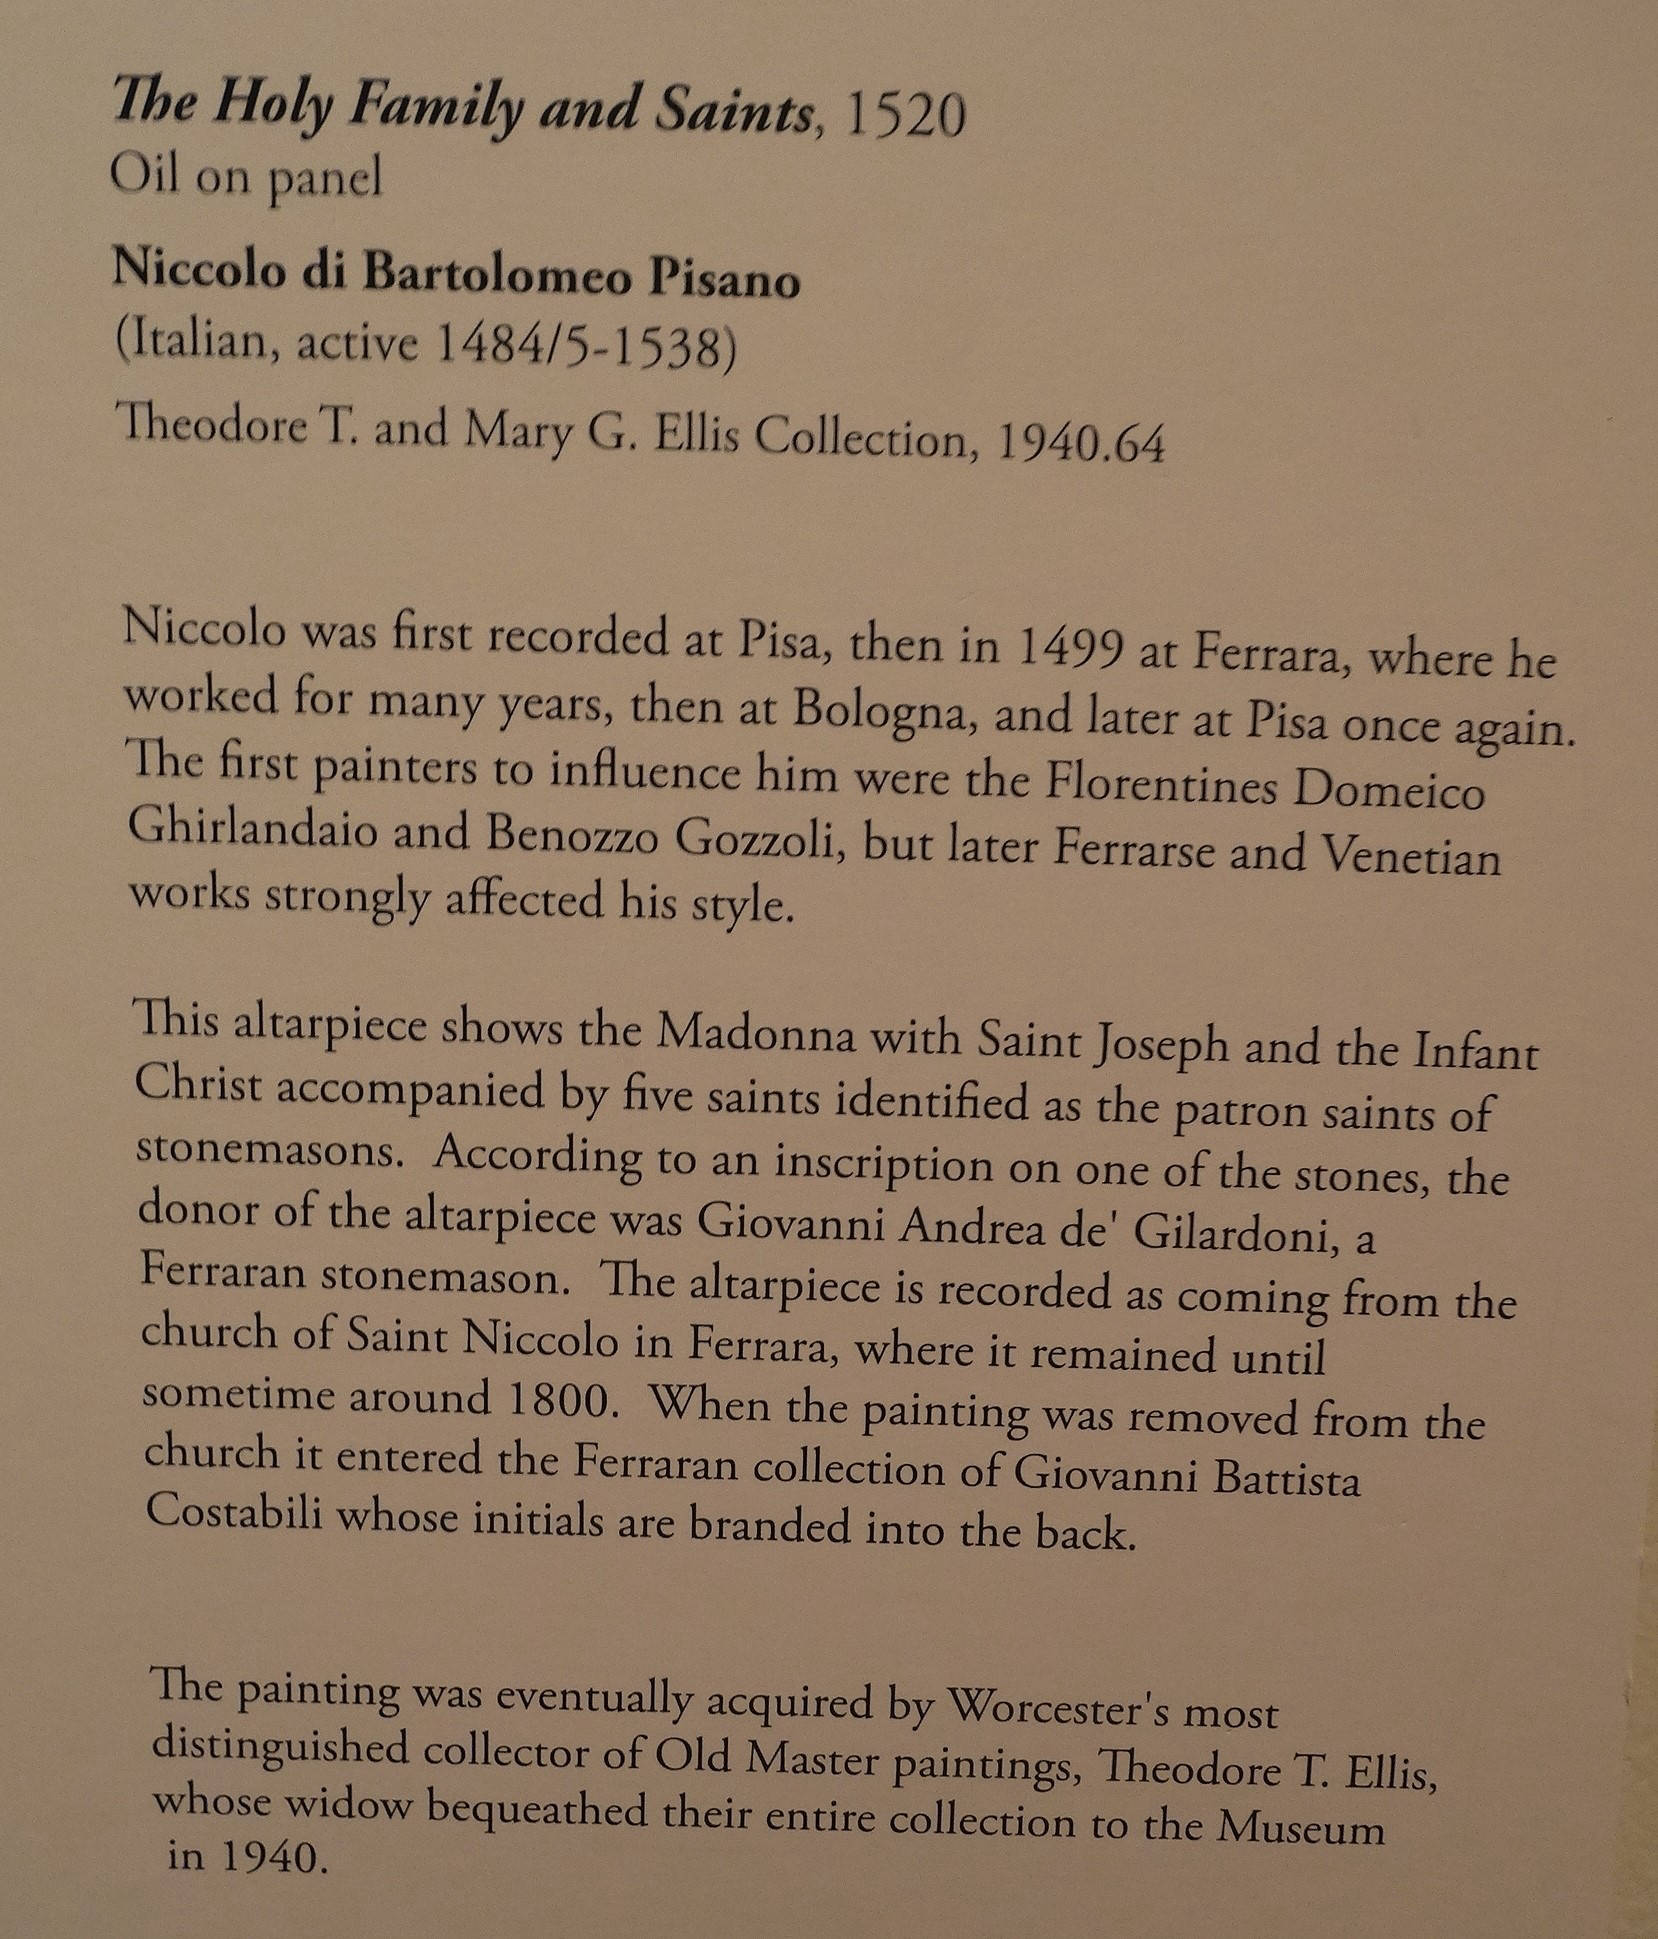 The Holy Family and Saints, 1520
Oil on panel
Niccolo di Bartolomeo Pisano
(Italian, active 1484/5-1538)
Theodore T. and Mary G. Ellis Collection, 1940.64
Niccolo was first recorded at Pisa, then in 1499 at Ferrara, where he
worked for many years, then at Bologna, and later at Pisa once again.
The first painters to influence him were the Florentines Domeico
Ghirlandaio and Benozzo Gozzoli, but later Ferrarse and Venetian
works strongly affected his style.
This altarpiece shows the Madonna with Saint Joseph and the Infant
Christ accompanied by five saints identified as the patron saints of
stonemasons.  According to an inscription on one of the stones, the
donor of the altarpiece was Giovanni Andrea de' Gilardoni, a
Ferraran stonemason.  The altarpiece is recorded as coming from the
church of Saint Niccolo in Ferrara, where it remained until
sometime around 1800.  When the painting was removed from the
church it entered the Ferraran collection of Giovanni Battista
Costabili whose initials are branded into the back.
The painting was eventually acquired by Worcester's most
distinguished collector of Old Master paintings, Theodore T. Ellis,
whose widow bequeathed their entire collection to the Museum
in 1940.